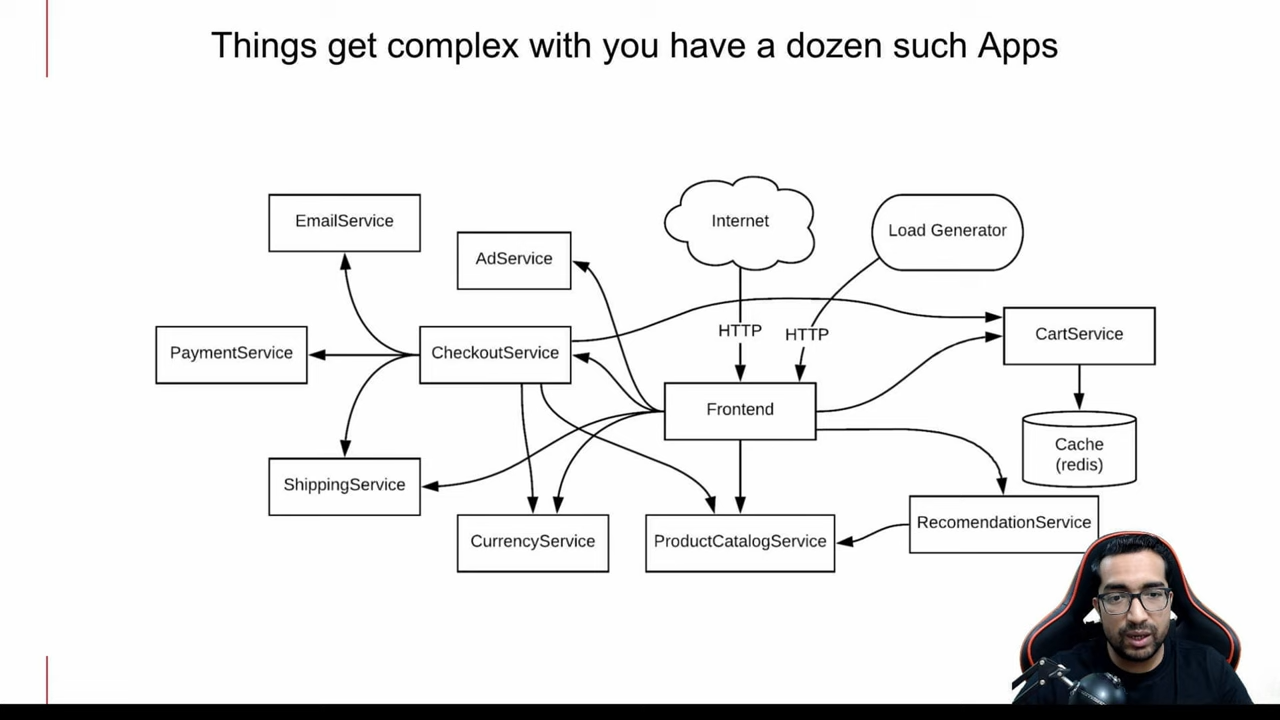 Things get complex with you have a dozen such Apps
EmailService
Internet
Load Generator
AdService
HTTP
HTTP
CartService
PaymentService
CheckoutService
Frontend
Cache
(redis)
ShippingService
RecomendationService
CurrencyService
ProductCatalogService